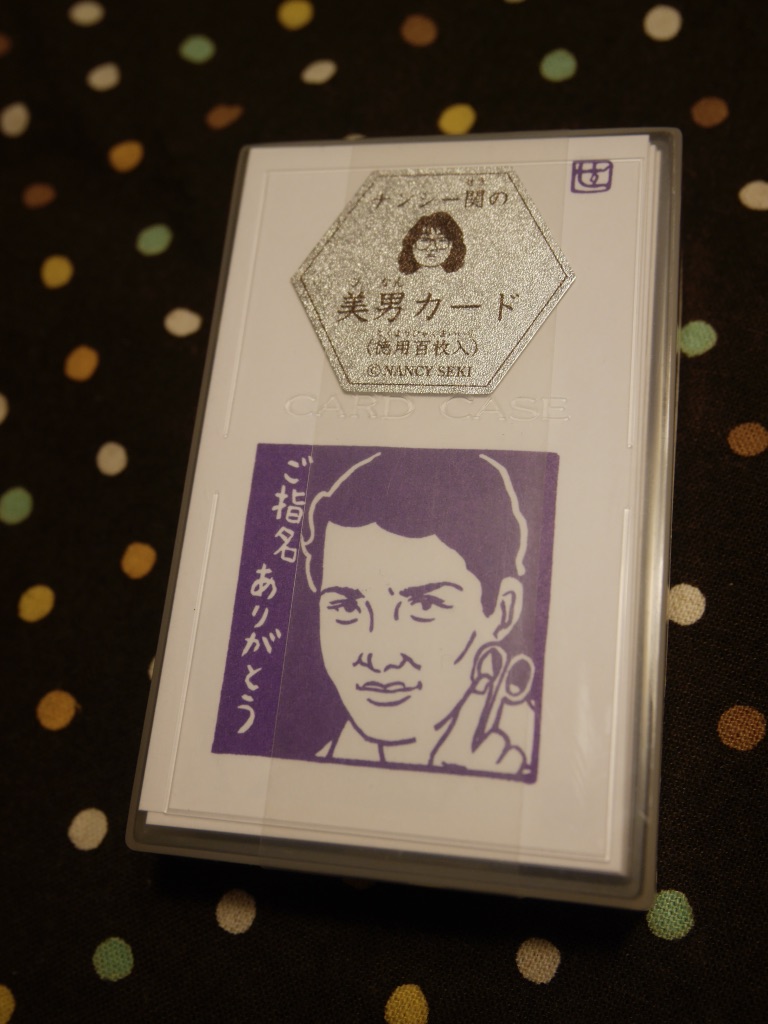 ナンシー関の
美男カード
(徳用百枚入)
©NANCY SEKI
CARD CASE
ご指名
ありがとう